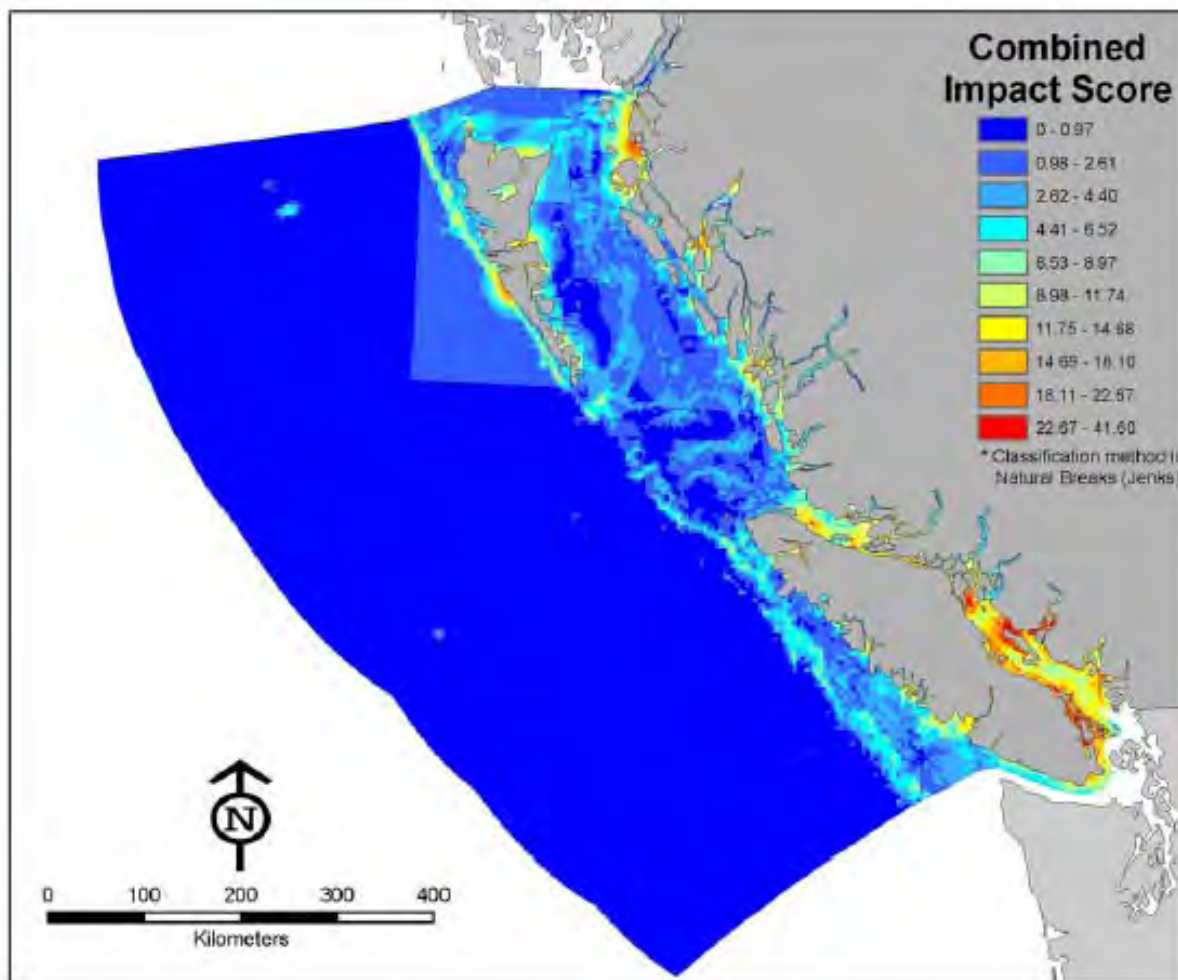 Combined
Impact Score
0 - 0.97
0.98 - 2.61
2.62 - 4.40
4.41 - 6.52
6.53 - 8.97
8.98 - 11.74
11.75 - 14.68
14.69 - 18.10
18.11 - 22.67
22.67 - 41.60
* Classification method i
Natural Breaks (Jenks)
N
0 100 200 300 400
Kilometers